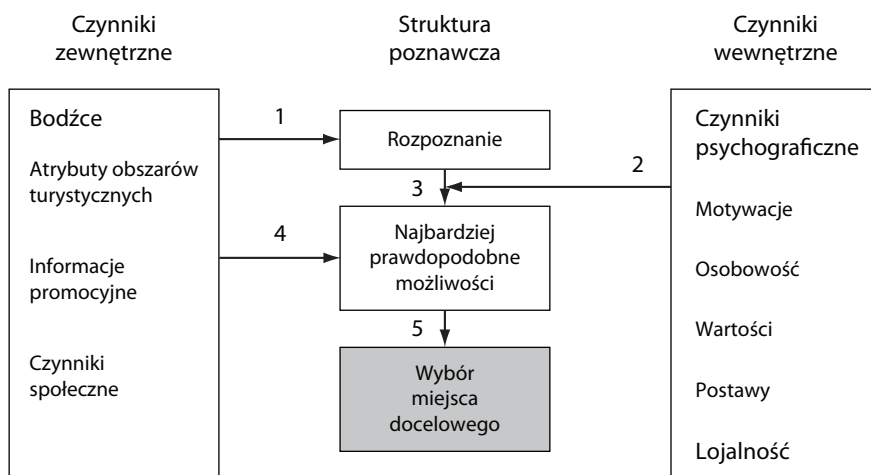 Czynniki
zewnętrzne
Struktura
poznawcza
Czynniki
wewnętrzne
Bodźce
Atrybuty obszarów
turystycznych
Informacje
promocyjne
Czynniki
społeczne
1
4
Rozpoznanie
3
Najbardziej
prawdopodobne
możliwości
5
Wybór
miejsca
docelowego
2
Czynniki
psychograficzne
Motywacje
Osobowość
Wartości
Postawy
Lojalność